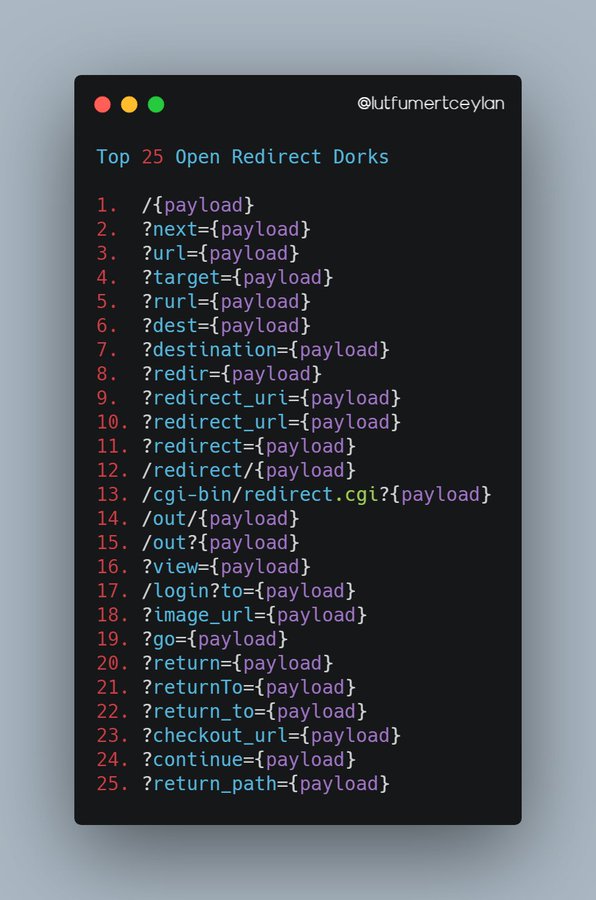 @lutfumertceylan
Top 25 Open Redirect Dorks
1. /{payload}
2. ?next={payload}
3. ?url={payload}
4. ?target={payload}
5. ?rurl={payload}
6. ?dest={payload}
7. ?destination={payload}
8. ?redir={payload}
9. ?redirect_uri={payload}
10. ?redirect_url={payload}
11. ?redirect={payload}
12. /redirect/{payload}
13. /cgi-bin/redirect.cgi?{payload}
14. /out/{payload}
15. /out?{payload}
16. ?view={payload}
17. /login?to={payload}
18. ?image_url={payload}
19. ?go={payload}
20. ?return={payload}
21. ?returnTo={payload}
22. ?return_to={payload}
23. ?checkout_url={payload}
24. ?continue={payload}
25. ?return_path={payload}